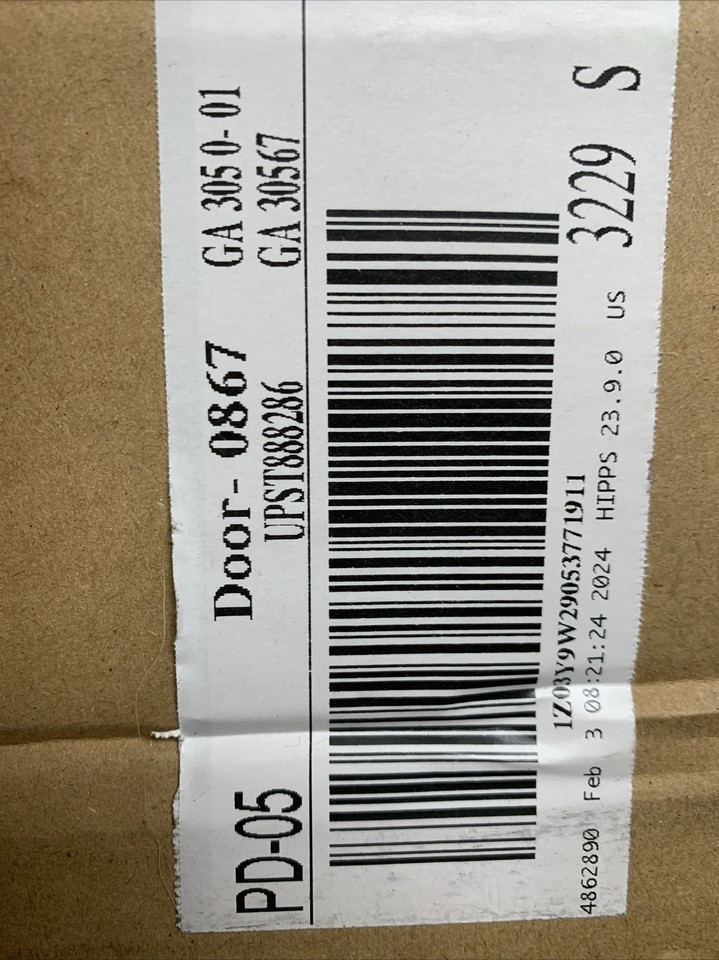 Door- 0867 GA 305 0- 01
UPST888286 GA 30567
PD-05
1Z03Y9W29053771911
3229 S
4862890 Feb 3 08:21:24 2024 HIPPS 23.9.0 US